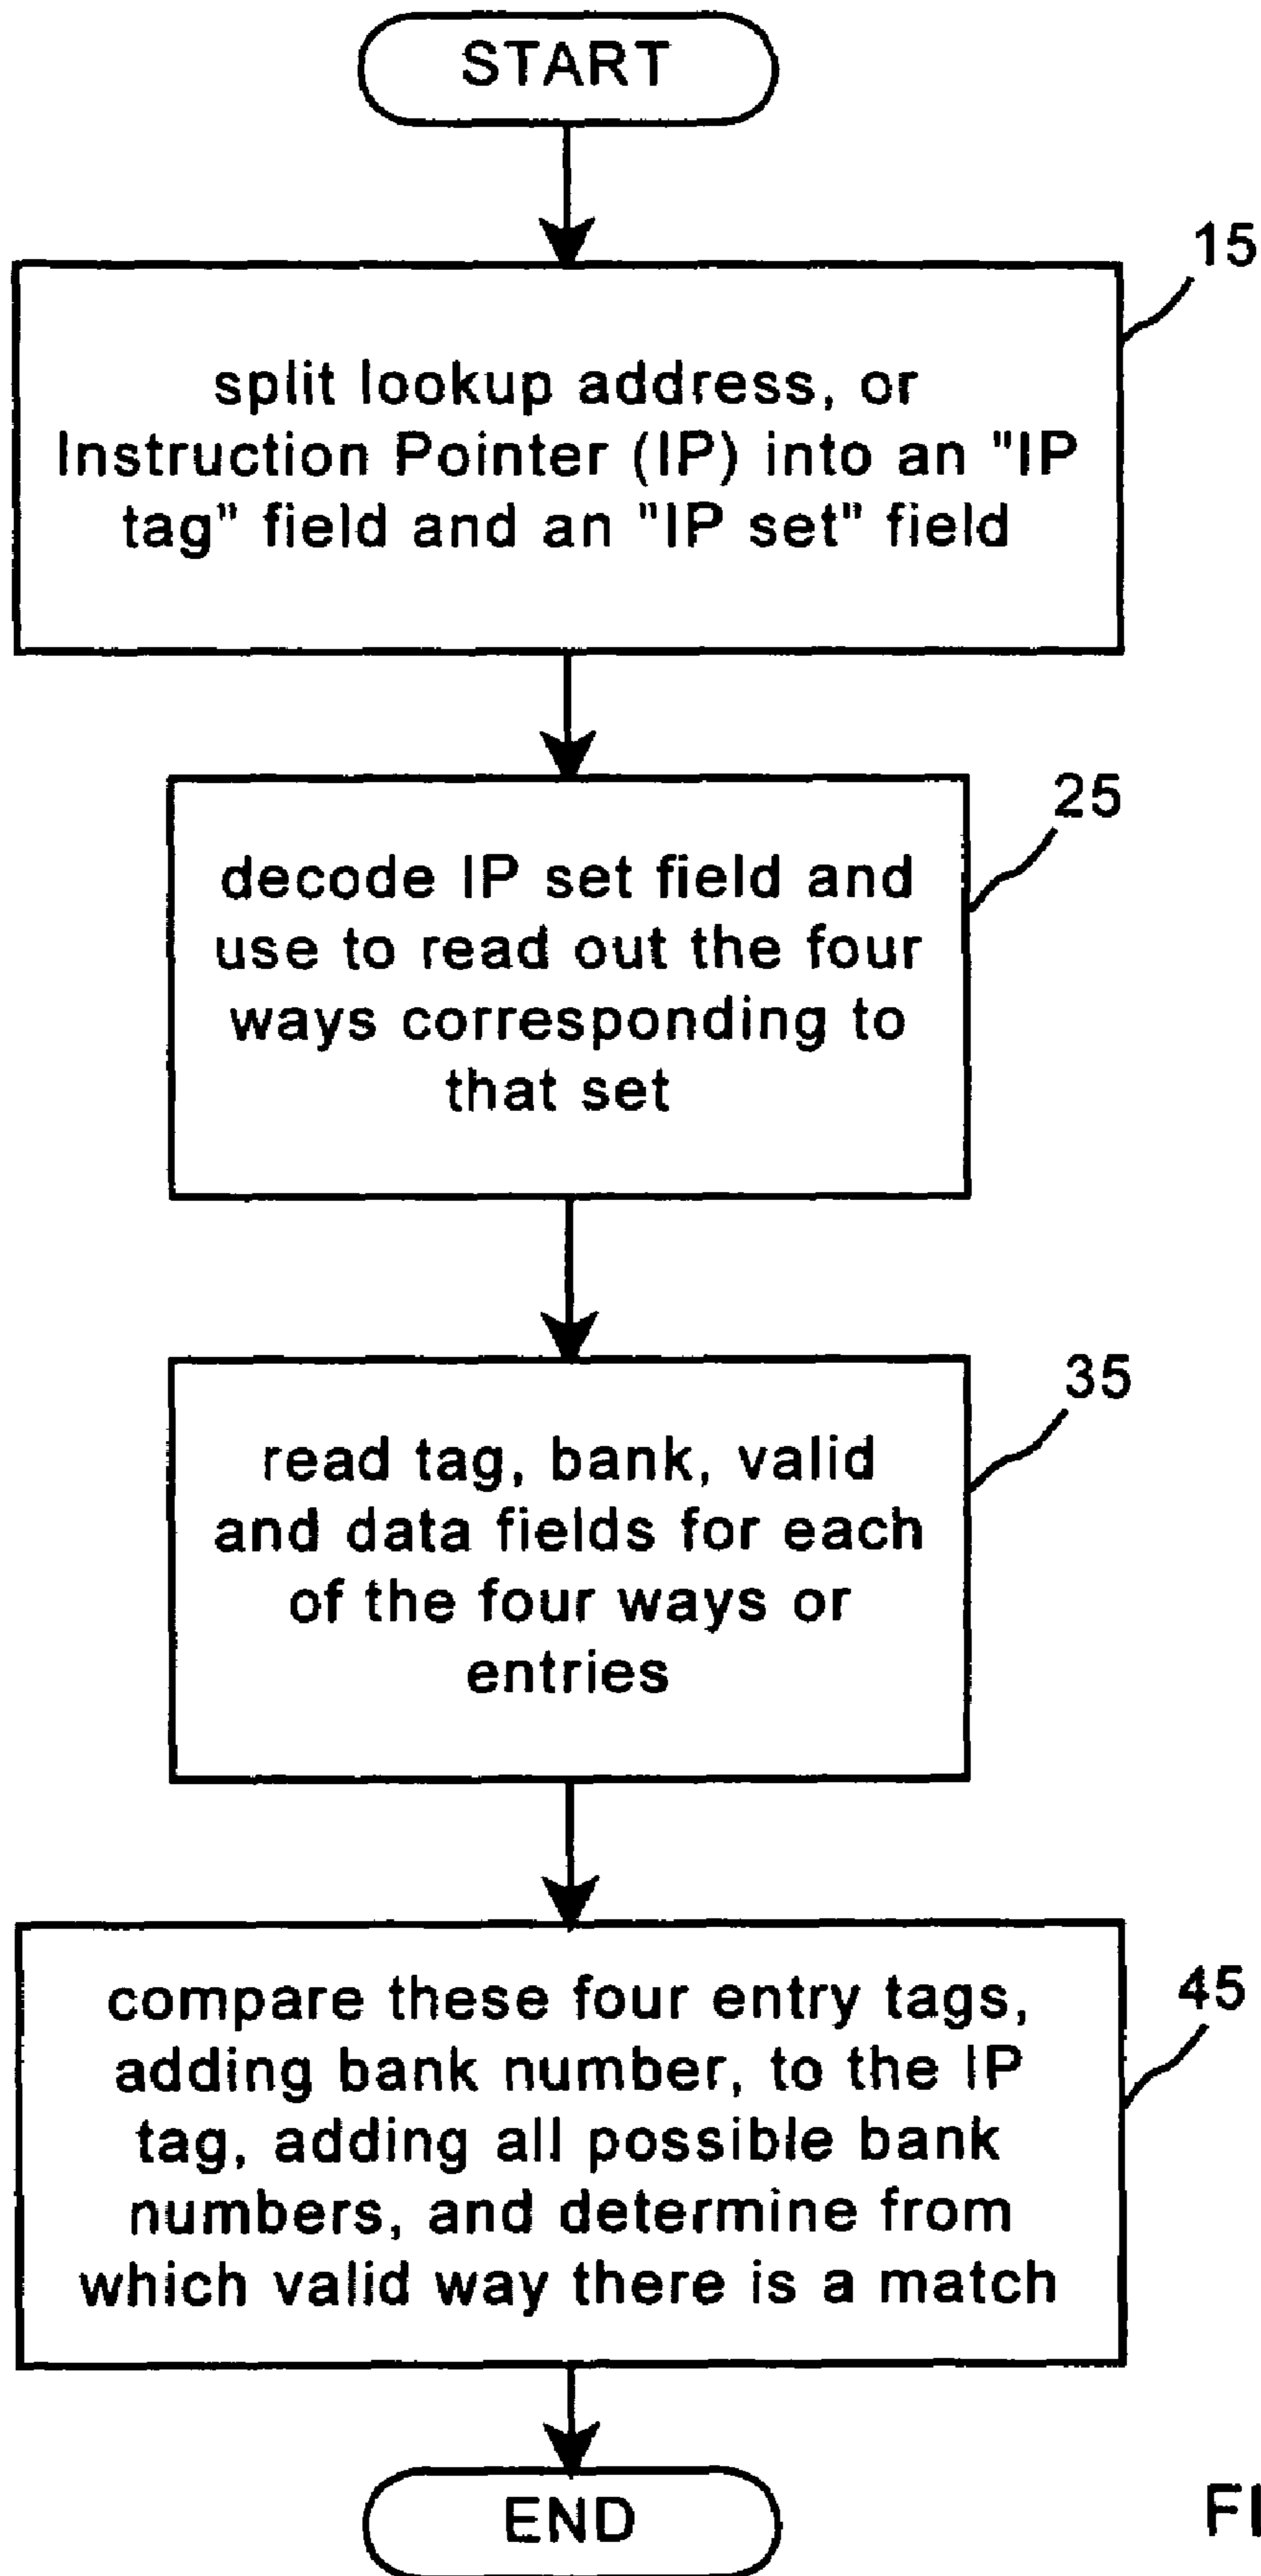 START
15
split lookup address, or
Instruction Pointer (IP) into an "IP
tag" field and an "IP set" field
25
decode IP set field and
use to read out the four
ways corresponding to
that set
35
read tag, bank, valid
and data fields for each
of the four ways or
entries
45
compare these four entry tags,
adding bank number, to the IP
tag, adding all possible bank
numbers, and determine from
which valid way there is a match
END
FI